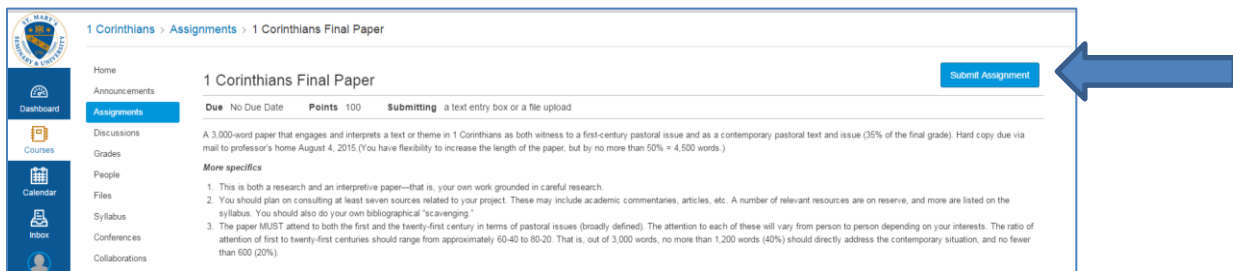 ST. MARY'S
SEMINARY & UNIVERSITY
1 Corinthians > Assignments > 1 Corinthians Final Paper
Dashboard
Courses
Calendar
Inbox
Home
Announcements
Assignments
Discussions
Grades
People
Files
Syllabus
Conferences
Collaborations
1 Corinthians Final Paper
Submit Assignment
Due No Due Date Points 100 Submitting a text entry box or a file upload
A 3,000-word paper that engages and interprets a text or theme in 1 Corinthians as both witness to a first-century pastoral issue and as a contemporary pastoral text and issue (35% of the final grade). Hard copy due via
mail to professor's home August 4, 2015.(You have flexibility to increase the length of the paper, but by no more than 50% = 4,500 words.)
More specifics
1. This is both a research and an interpretive paper—that is, your own work grounded in careful research.
2. You should plan on consulting at least seven sources related to your project. These may include academic commentaries, articles, etc. A number of relevant resources are on reserve, and more are listed on the
syllabus. You should also do your own bibliographical "scavenging."
3. The paper MUST attend to both the first and the twenty-first century in terms of pastoral issues (broadly defined). The attention to each of these will vary from person to person depending on your interests. The ratio of
attention of first to twenty-first centuries should range from approximately 60-40 to 80-20. That is, out of 3,000 words, no more than 1,200 words (40%) should directly address the contemporary situation, and no fewer
than 600 (20%).